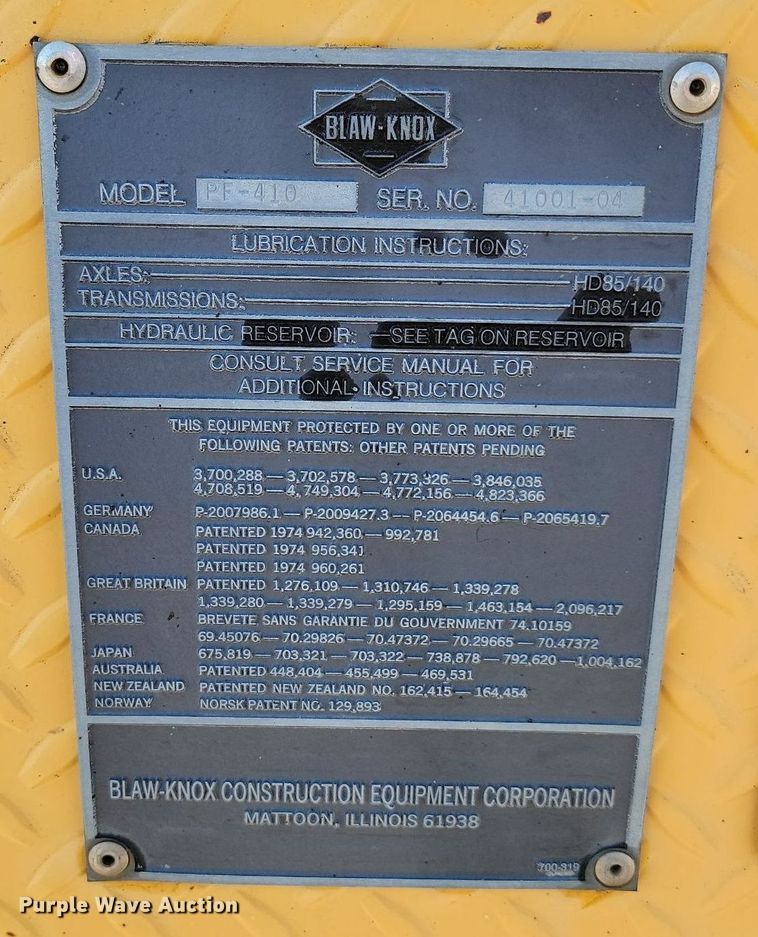 BLAW-KNOX
MODEL PF-410 SER. NO. 41001-04
LUBRICATION INSTRUCTIONS:
AXLES: HD85/140
TRANSMISSIONS: HD85/140
HYDRAULIC RESERVOIR: SEE TAG ON RESERVOIR
CONSULT SERVICE MANUAL FOR
ADDITIONAL INSTRUCTIONS
THIS EQUIPMENT PROTECTED BY ONE OR MORE OF THE
FOLLOWING PATENTS: OTHER PATENTS PENDING
U.S.A. 3,700,288 — 3,702,578 — 3,773,326 — 3,846,035
4,708,519 — 4,749,304 — 4,772,156 — 4,823,366
GERMANY P-2007986.1 — P-2009427.3 — P-2064454.6 — P-2065419.7
CANADA PATENTED 1974 942,360 — 992,781
PATENTED 1974 956,341
PATENTED 1974 960,261
GREAT BRITAIN PATENTED 1,276,109 — 1,310,746 — 1,339,278
1,339,280 — 1,339,279 — 1,295,159 — 1,463,154 — 2,096,217
FRANCE BREVETE SANS GARANTIE DU GOUVERNMENT 74.10159
69.45076 — 70.29826 — 70.47372 — 70.29665 — 70.47372
JAPAN 675,819 — 703,321 — 703,322 — 738,878 — 792,620 — 1,004,162
AUSTRALIA PATENTED 448,404 — 455,499 — 469,531
NEW ZEALAND PATENTED NEW ZEALAND NO. 162,415 — 164,454
NORWAY NORSK PATENT NO. 129,893
BLAW-KNOX CONSTRUCTION EQUIPMENT CORPORATION
MATTOON, ILLINOIS 61938
700-319
Purple Wave Auction